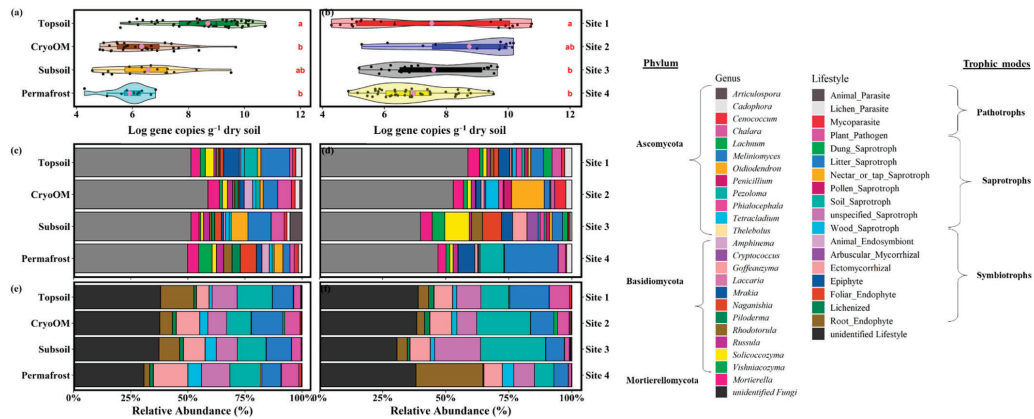 (a)
Topsoil
a
CryoOM
b
Subsoil
ab
Permafrost
b
4 6 8 10 12
Log gene copies g⁻¹ dry soil
(b)
Site 1
a
Site 2
ab
Site 3
b
Site 4
b
4 6 8 10 12
Log gene copies g⁻¹ dry soil
(c)
Topsoil
CryoOM
Subsoil
Permafrost
(d)
Site 1
Site 2
Site 3
Site 4
(e)
Topsoil
CryoOM
Subsoil
Permafrost
0% 25% 50% 75% 100%
Relative Abundance (%)
(f)
Site 1
Site 2
Site 3
Site 4
0% 25% 50% 75% 100%
Relative Abundance (%)
Phylum
Ascomycota
Basidiomycota
Mortierellomycota
Genus
Articulospora
Cadophora
Cenococcum
Chalara
Lachnum
Meliniomyces
Oidiodendron
Penicillium
Pezoloma
Phialocephala
Tetracladium
Thelebolus
Amphinema
Cryptococcus
Goffeauzyma
Laccaria
Mrakia
Naganishia
Piloderma
Rhodotorula
Russula
Solicoccozyma
Vishniacozyma
Mortierella
unidentified Fungi
Lifestyle
Animal_Parasite
Lichen_Parasite
Mycoparasite
Plant_Pathogen
Dung_Saprotroph
Litter_Saprotroph
Nectar_or_tap_Saprotroph
Pollen_Saprotroph
Soil_Saprotroph
unspecified_Saprotroph
Wood_Saprotroph
Animal_Endosymbiont
Arbuscular_Mycorrhizal
Ectomycorrhizal
Epiphyte
Foliar_Endophyte
Lichenized
Root_Endophyte
unidentified Lifestyle
Trophic modes
Pathotrophs
Saprotrophs
Symbiotrophs